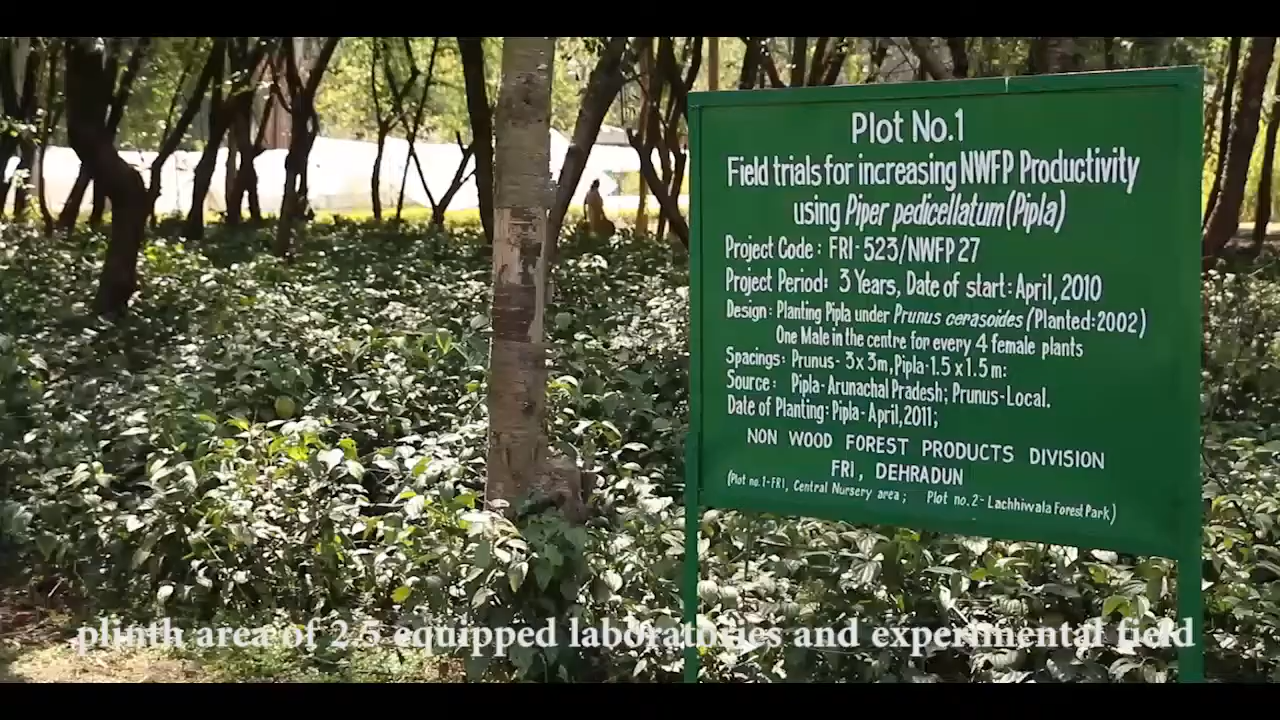 Plot No.1
Field trials for increasing NWFP Productivity
using Piper pedicellatum (Pipla)
Project Code : FRI - 523/NWFP 27
Project Period: 3 Years, Date of start: April, 2010
Design: Planting Pipla under Prunus cerasoides (Planted:2002)
One Male in the centre for every 4 female plants
Spacings: Prunus - 3 x 3m, Pipla - 1.5 x 1.5 m:
Source: Pipla - Arunachal Pradesh; Prunus - Local.
Date of Planting: Pipla - April, 2011;
NON WOOD FOREST PRODUCTS DIVISION
FRI, DEHRADUN
(Plot no.1-FRI, Central Nursery area ; Plot no.2- Lachhiwala Forest Park)
plinth area of 2.5 equipped laboratories and experimental field